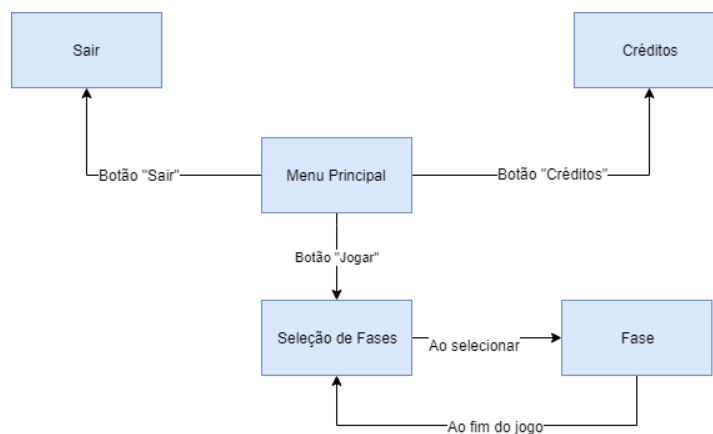 Sair
Créditos
Botão "Sair"
Menu Principal
Botão "Créditos"
Botão "Jogar"
Seleção de Fases
Ao selecionar
Fase
Ao fim do jogo